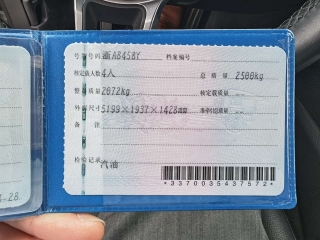 号牌号码 浙A8458Y 档案编号
核定载人数 4人 总质量 2500kg
整备质量 2072kg 核定载质量 --
外廓尺寸 5199×1937×1428mm 准牵引总质量 --
备注
检验记录 汽油
*3370035437572*
-28